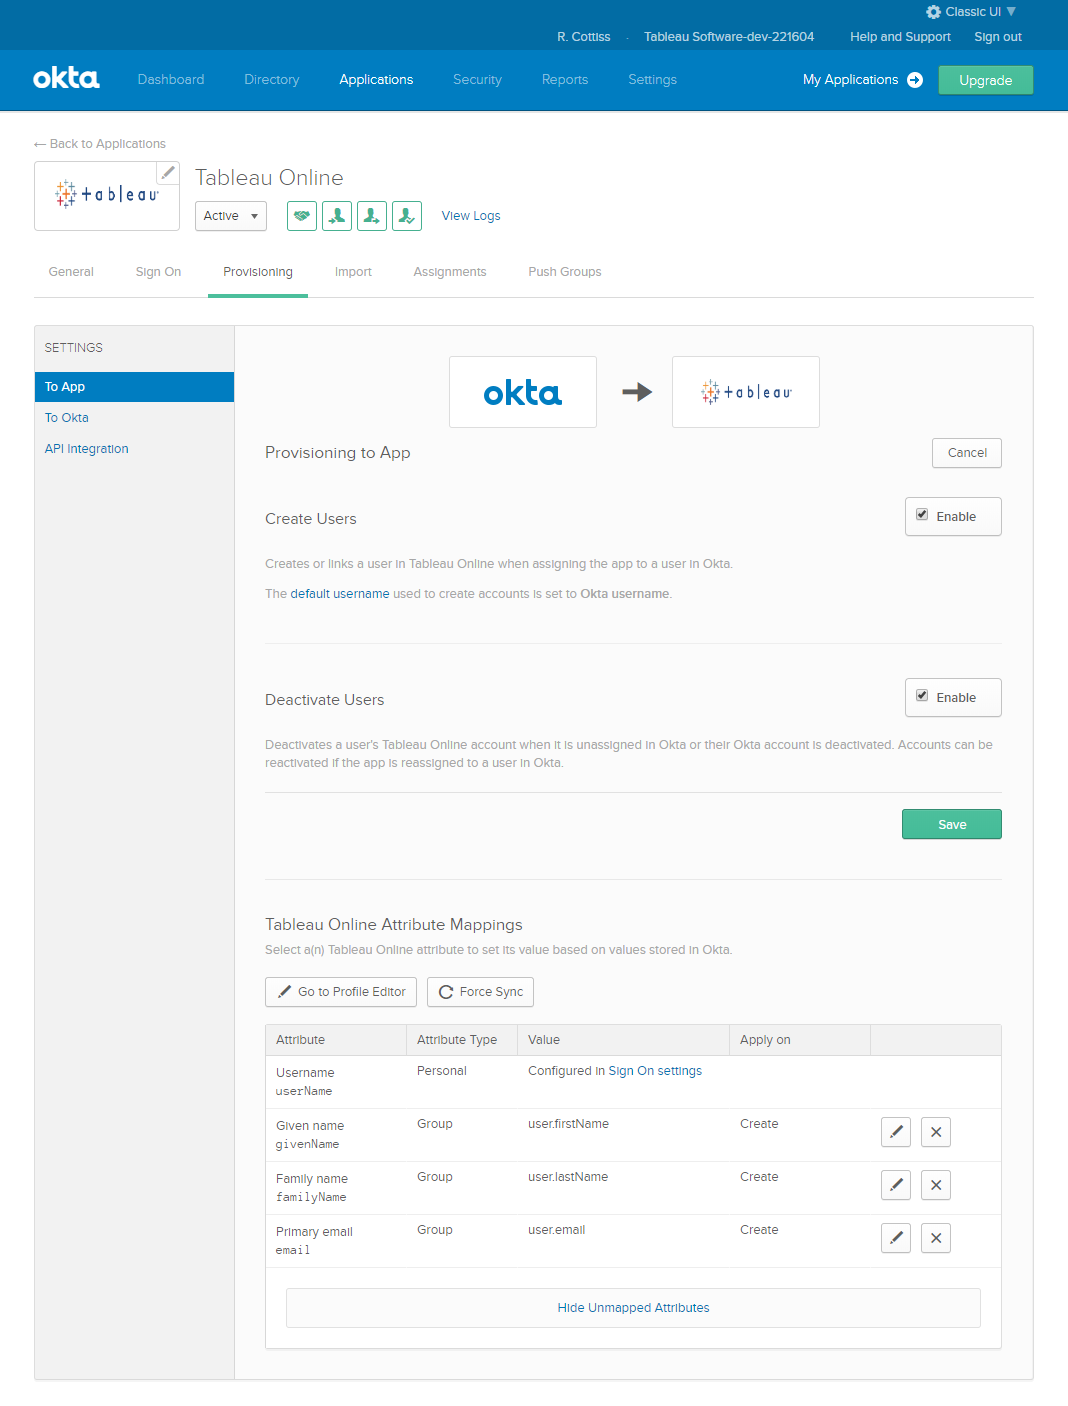 Classic UI
R. Cottiss - Tableau Software-dev-221604 Help and Support Sign out
okta Dashboard Directory Applications Security Reports Settings My Applications Upgrade
← Back to Applications
tableau
Tableau Online
Active View Logs
General Sign On Provisioning Import Assignments Push Groups
SETTINGS
To App
To Okta
API Integration
okta tableau
Provisioning to App Cancel
Create Users Enable
Creates or links a user in Tableau Online when assigning the app to a user in Okta.
The default username used to create accounts is set to Okta username.
Deactivate Users Enable
Deactivates a user's Tableau Online account when it is unassigned in Okta or their Okta account is deactivated. Accounts can be
reactivated if the app is reassigned to a user in Okta.
Save
Tableau Online Attribute Mappings
Select a(n) Tableau Online attribute to set its value based on values stored in Okta.
Go to Profile Editor Force Sync
Attribute Attribute Type Value Apply on
Username Personal Configured in Sign On settings
userName
Given name Group user.firstName Create
givenName
Family name Group user.lastName Create
familyName
Primary email Group user.email Create
email
Hide Unmapped Attributes